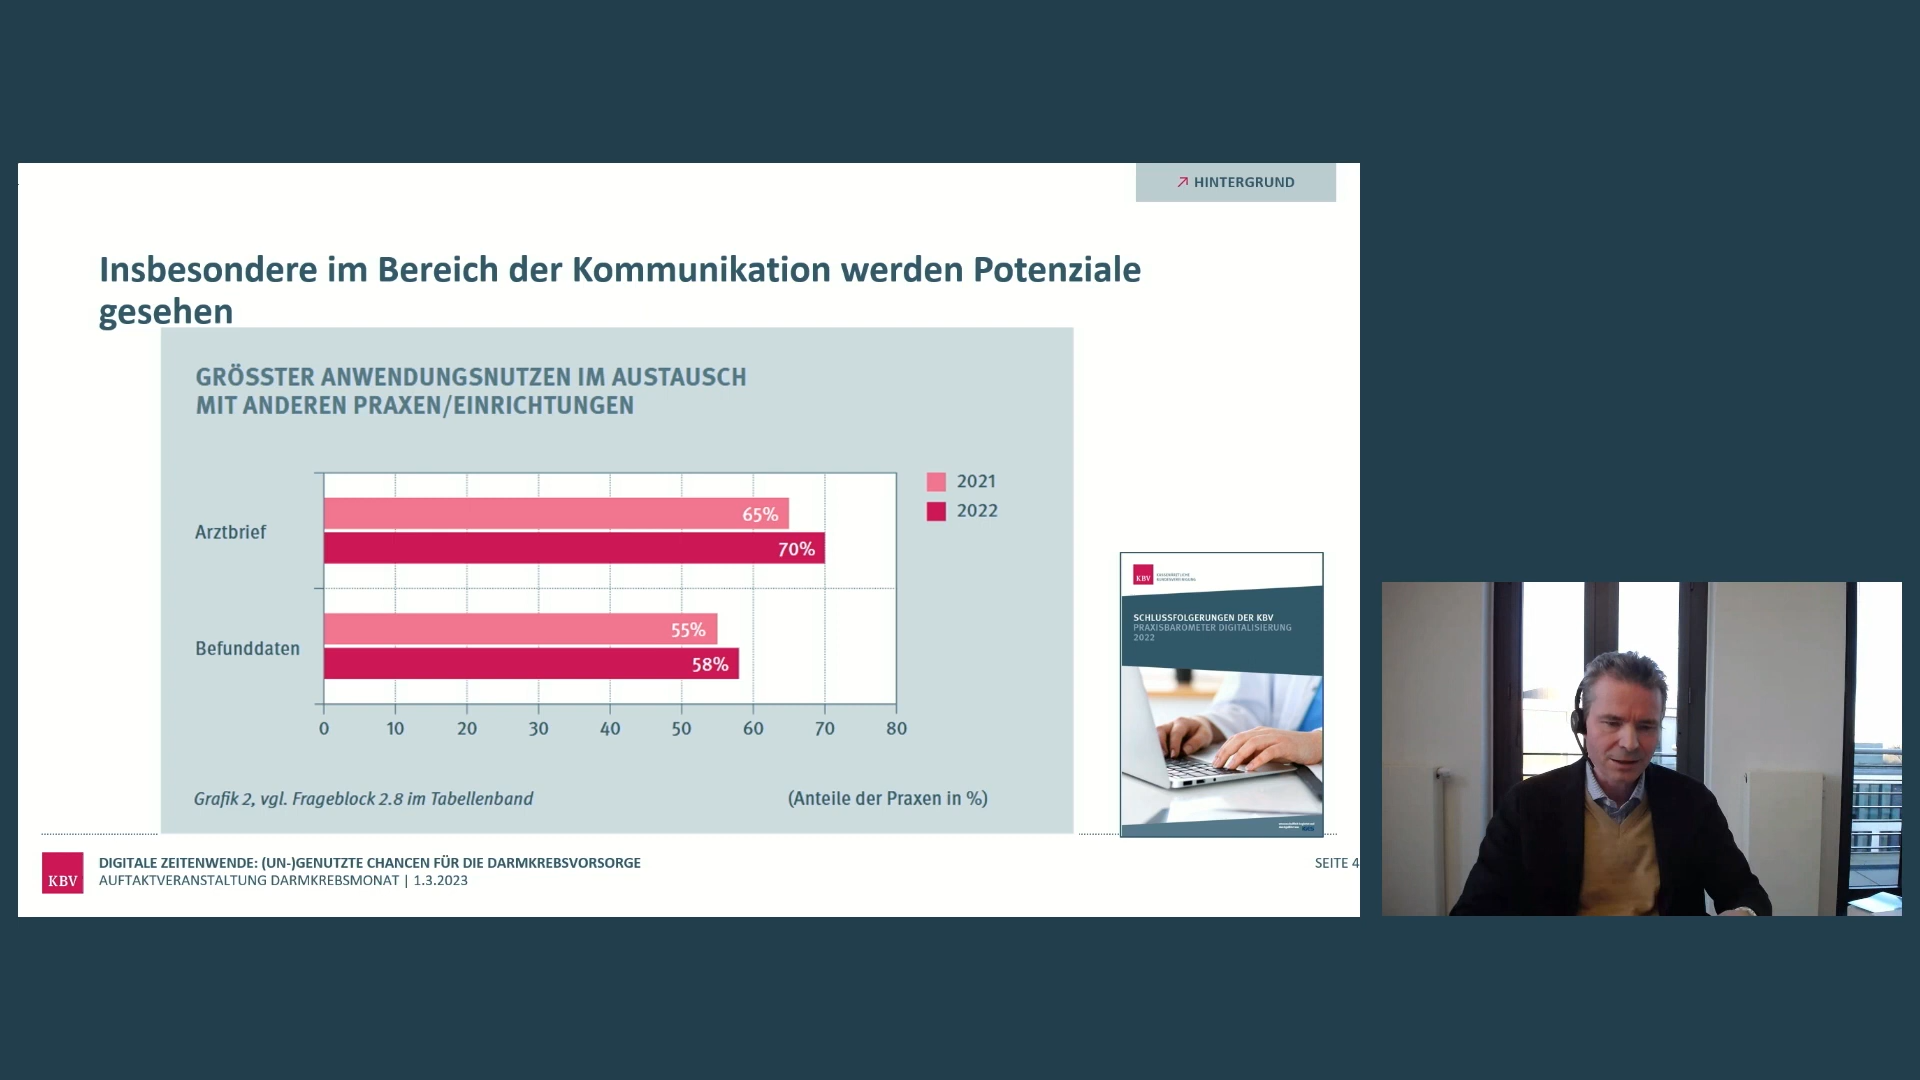 HINTERGRUND
Insbesondere im Bereich der Kommunikation werden Potenziale
gesehen
GRÖSSTER ANWENDUNGSNUTZEN IM AUSTAUSCH
MIT ANDEREN PRAXEN/EINRICHTUNGEN
2021
2022
Arztbrief
65%
70%
Befunddaten
55%
58%
0 10 20 30 40 50 60 70 80
Grafik 2, vgl. Frageblock 2.8 im Tabellenband
(Anteile der Praxen in %)
KBV
SCHLUSSFOLGERUNGEN DER KBV
PRAXISBAROMETER DIGITALISIERUNG
2022
KBV
DIGITALE ZEITENWENDE: (UN-)GENUTZTE CHANCEN FÜR DIE DARMKREBSVORSORGE
AUFTAKTVERANSTALTUNG DARMKREBSMONAT | 1.3.2023
SEITE 4